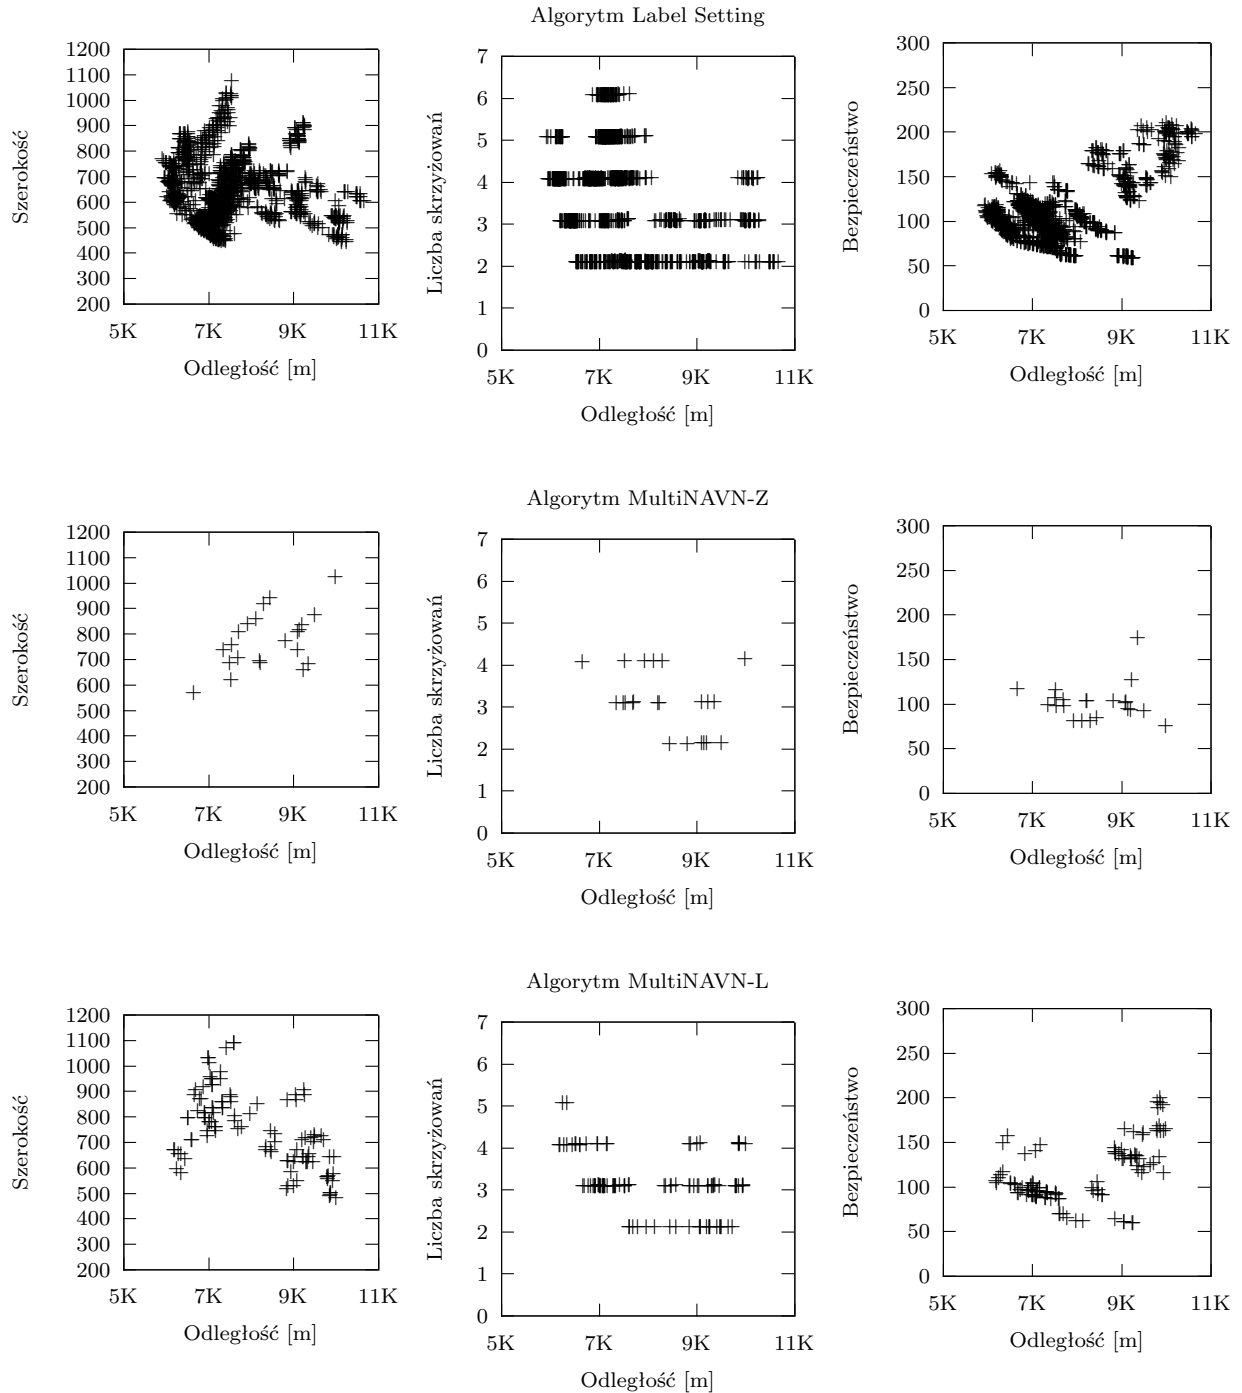 Algorytm Label Setting
1200
1100
1000
900
800
700
600
500
400
300
200
5K
7K
9K
11K
Szerokość
Odległość [m]
7
6
5
4
3
2
1
0
5K
7K
9K
11K
Liczba skrzyżowań
Odległość [m]
300
250
200
150
100
50
0
5K
7K
9K
11K
Bezpieczeństwo
Odległość [m]
Algorytm MultiNAVN-Z
1200
1100
1000
900
800
700
600
500
400
300
200
5K
7K
9K
11K
Szerokość
Odległość [m]
7
6
5
4
3
2
1
0
5K
7K
9K
11K
Liczba skrzyżowań
Odległość [m]
300
250
200
150
100
50
0
5K
7K
9K
11K
Bezpieczeństwo
Odległość [m]
Algorytm MultiNAVN-L
1200
1100
1000
900
800
700
600
500
400
300
200
5K
7K
9K
11K
Szerokość
Odległość [m]
7
6
5
4
3
2
1
0
5K
7K
9K
11K
Liczba skrzyżowań
Odległość [m]
300
250
200
150
100
50
0
5K
7K
9K
11K
Bezpieczeństwo
Odległość [m]